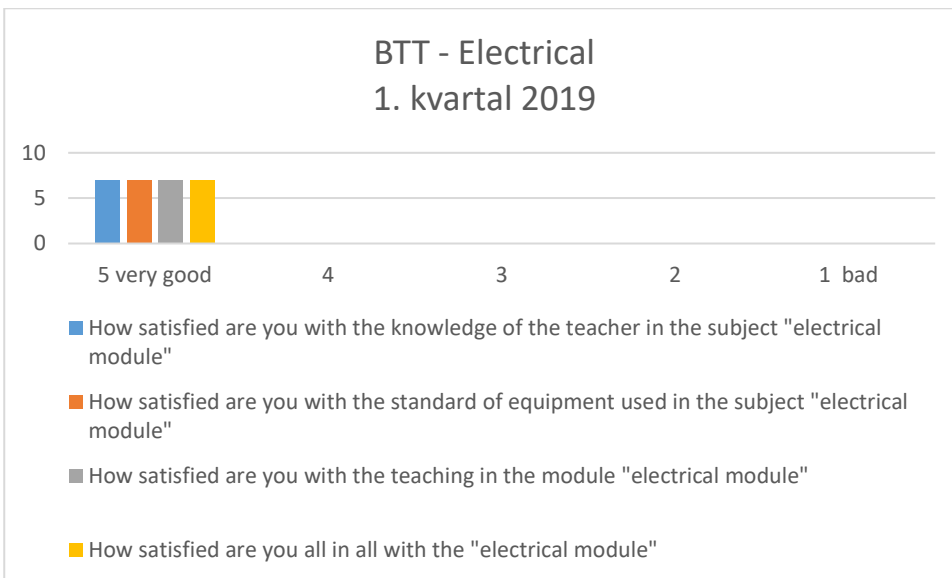 BTT - Electrical
1. kvartal 2019
10
5
0
5 very good 4 3 2 1 bad
How satisfied are you with the knowledge of the teacher in the subject "electrical
module"
How satisfied are you with the standard of equipment used in the subject "electrical
module"
How satisfied are you with the teaching in the module "electrical module"
How satisfied are you all in all with the "electrical module"